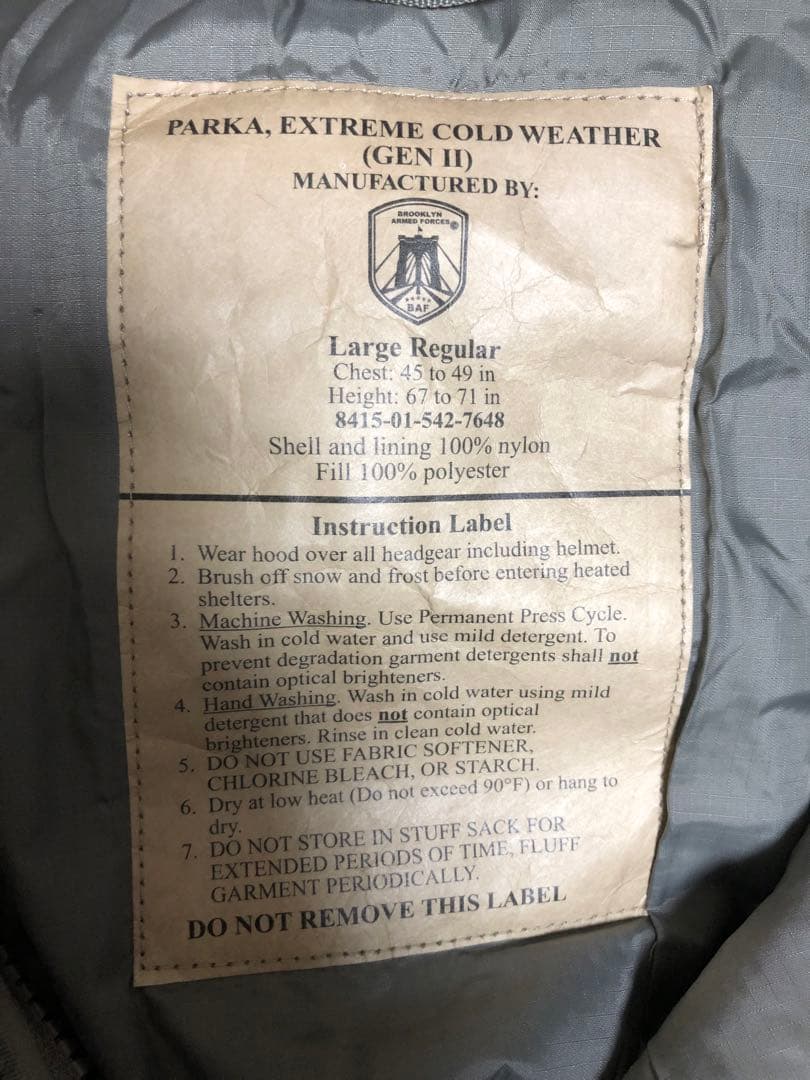 PARKA, EXTREME COLD WEATHER
(GEN II)
MANUFACTURED BY:
BROOKLYN
ARMED FORCES
BAF
Large Regular
Chest: 45 to 49 in
Height: 67 to 71 in
8415-01-542-7648
Shell and lining 100% nylon
Fill 100% polyester
Instruction Label
1. Wear hood over all headgear including helmet.
2. Brush off snow and frost before entering heated
shelters.
3. Machine Washing. Use Permanent Press Cycle.
Wash in cold water and use mild detergent. To
prevent degradation garment detergents shall not
contain optical brighteners.
4. Hand Washing. Wash in cold water using mild
detergent that does not contain optical
brighteners. Rinse in clean cold water.
5. DO NOT USE FABRIC SOFTENER,
CHLORINE BLEACH, OR STARCH.
6. Dry at low heat (Do not exceed 90°F) or hang to
dry.
7. DO NOT STORE IN STUFF SACK FOR
EXTENDED PERIODS OF TIME, FLUFF
GARMENT PERIODICALLY.
DO NOT REMOVE THIS LABEL